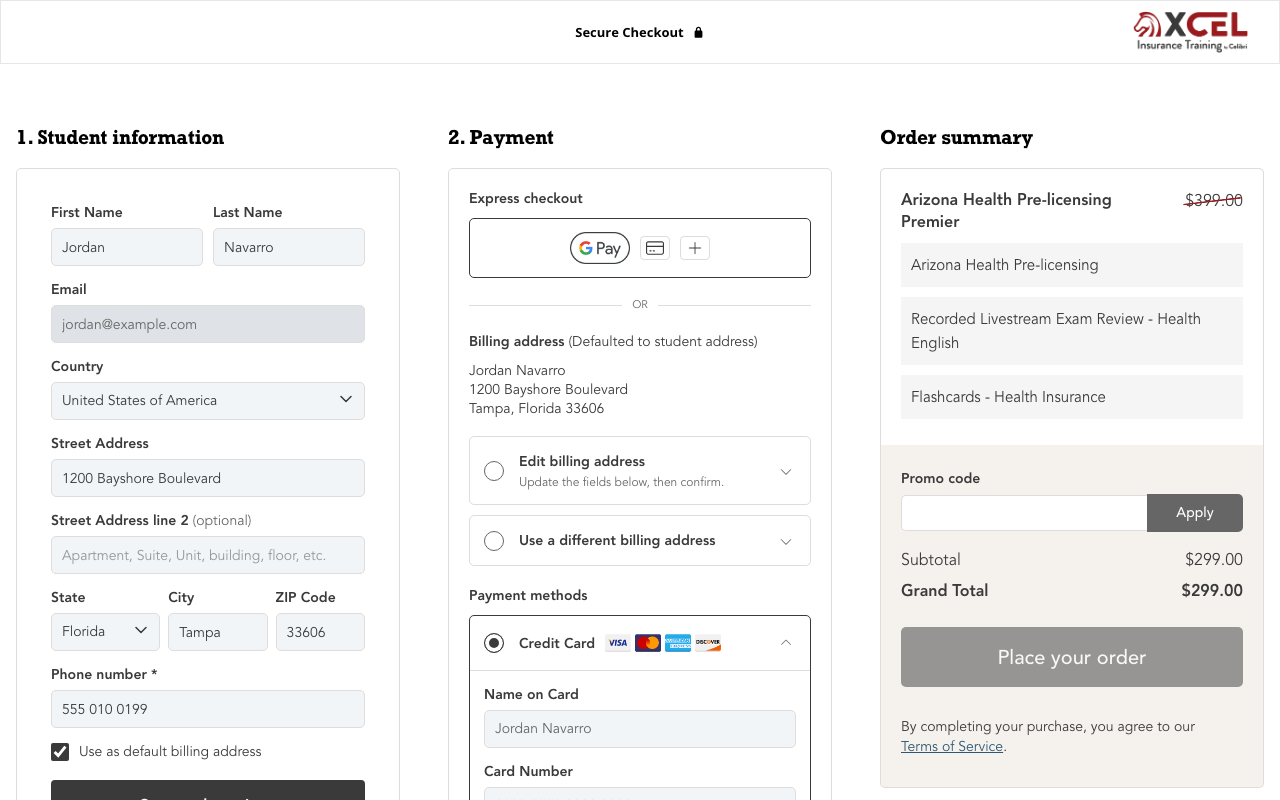 Secure Checkout
XCEL
Insurance Training by Colibri
1. Student information
First Name
Last Name
Jordan
Navarro
Email
jordan@example.com
Country
United States of America
Street Address
1200 Bayshore Boulevard
Street Address line 2 (optional)
Apartment, Suite, Unit, building, floor, etc.
State
City
ZIP Code
Florida
Tampa
33606
Phone number *
555 010 0199
Use as default billing address
2. Payment
Express checkout
G Pay
OR
Billing address (Defaulted to student address)
Jordan Navarro
1200 Bayshore Boulevard
Tampa, Florida 33606
Edit billing address
Update the fields below, then confirm.
Use a different billing address
Payment methods
Credit Card
VISA
DISCOVER
Name on Card
Jordan Navarro
Card Number
Order summary
Arizona Health Pre-licensing
Premier
$399.00
Arizona Health Pre-licensing
Recorded Livestream Exam Review - Health
English
Flashcards - Health Insurance
Promo code
Apply
Subtotal
$299.00
Grand Total
$299.00
Place your order
By completing your purchase, you agree to our
Terms of Service.